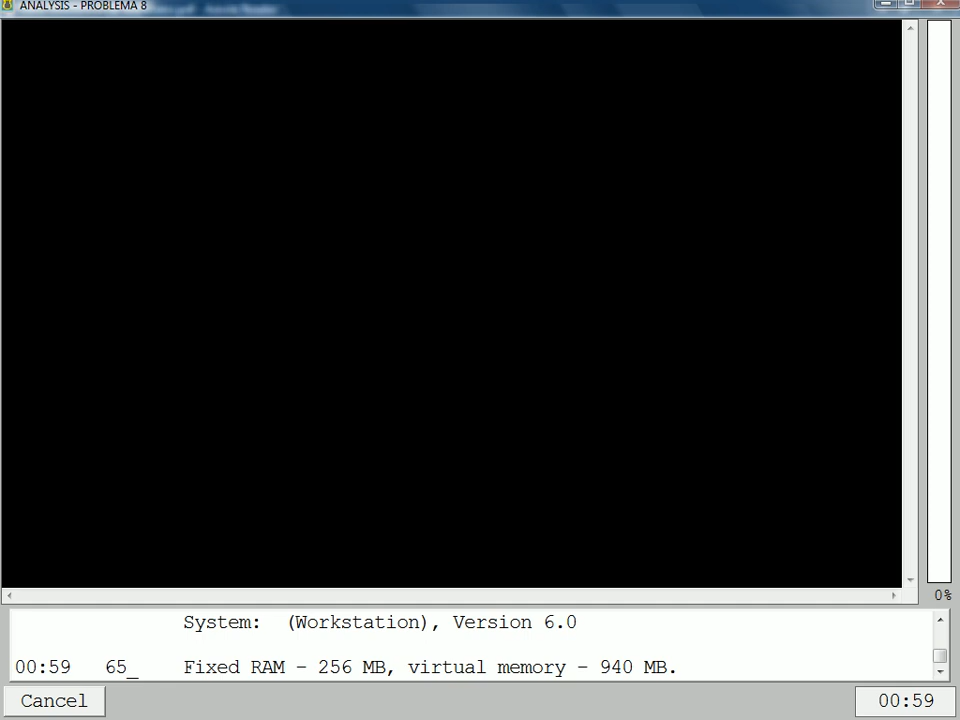 ANALYSIS - PROBLEMA 8
0%
System: (Workstation), Version 6.0
00:59 65_ Fixed RAM - 256 MB, virtual memory - 940 MB.
Cancel
00:59